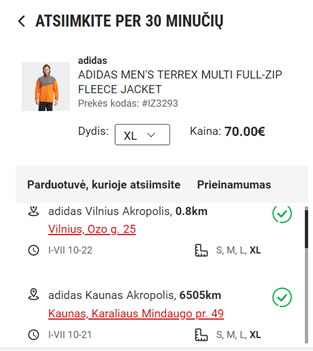 ATSIIMKITE PER 30 MINUČIŲ
adidas
ADIDAS MEN'S TERREX MULTI FULL-ZIP
FLEECE JACKET
Prekės kodas: #IZ3293
Dydis: XL Kaina: 70.00€
Parduotuvė, kurioje atsiimsite Prieinamumas
adidas Vilnius Akropolis, 0.8km
Vilnius, Ozo g. 25
I-VII 10-22 S, M, L, XL
adidas Kaunas Akropolis, 6505km
Kaunas, Karaliaus Mindaugo pr. 49
I-VII 10-21 S, M, L, XL